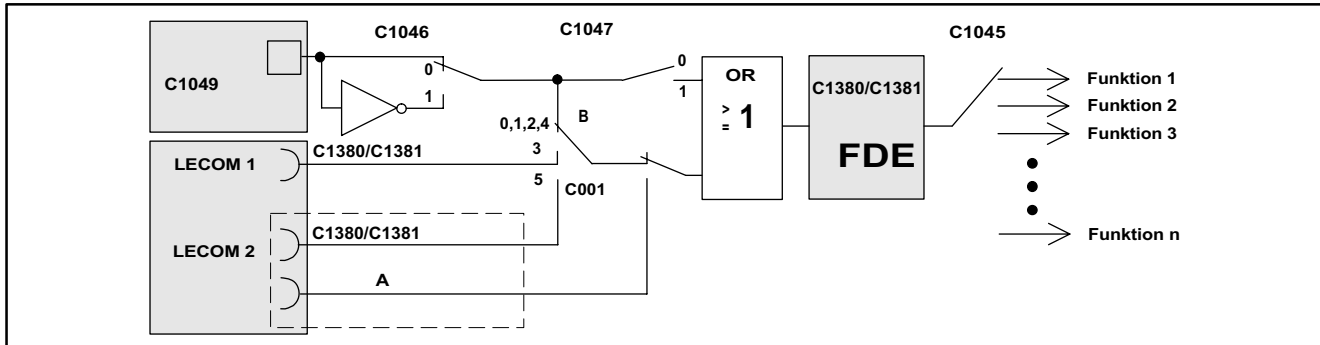 C1046
C1047
C1045
C1049
0
1
0
1
OR
> = 1
C1380/C1381
FDE
Funktion 1
Funktion 2
Funktion 3
Funktion n
0,1,2,4
B
3
5
C001
LECOM 1
C1380/C1381
LECOM 2
C1380/C1381
A